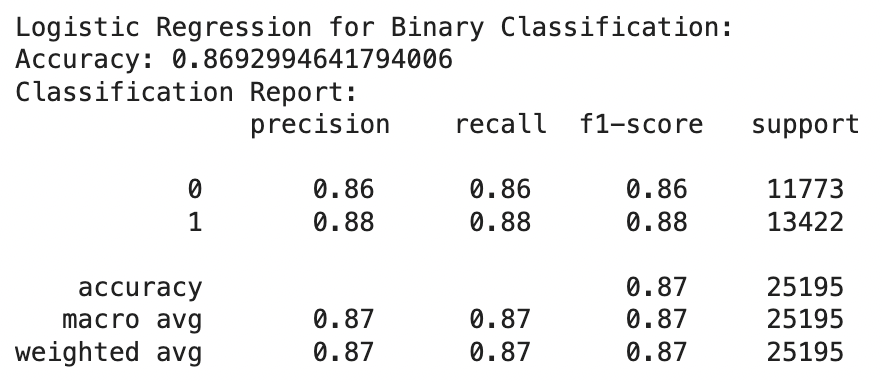 Logistic Regression for Binary Classification:
Accuracy: 0.8692994641794006
Classification Report:
              precision    recall  f1-score   support

           0       0.86      0.86      0.86     11773
           1       0.88      0.88      0.88     13422

    accuracy                           0.87     25195
   macro avg       0.87      0.87      0.87     25195
weighted avg       0.87      0.87      0.87     25195